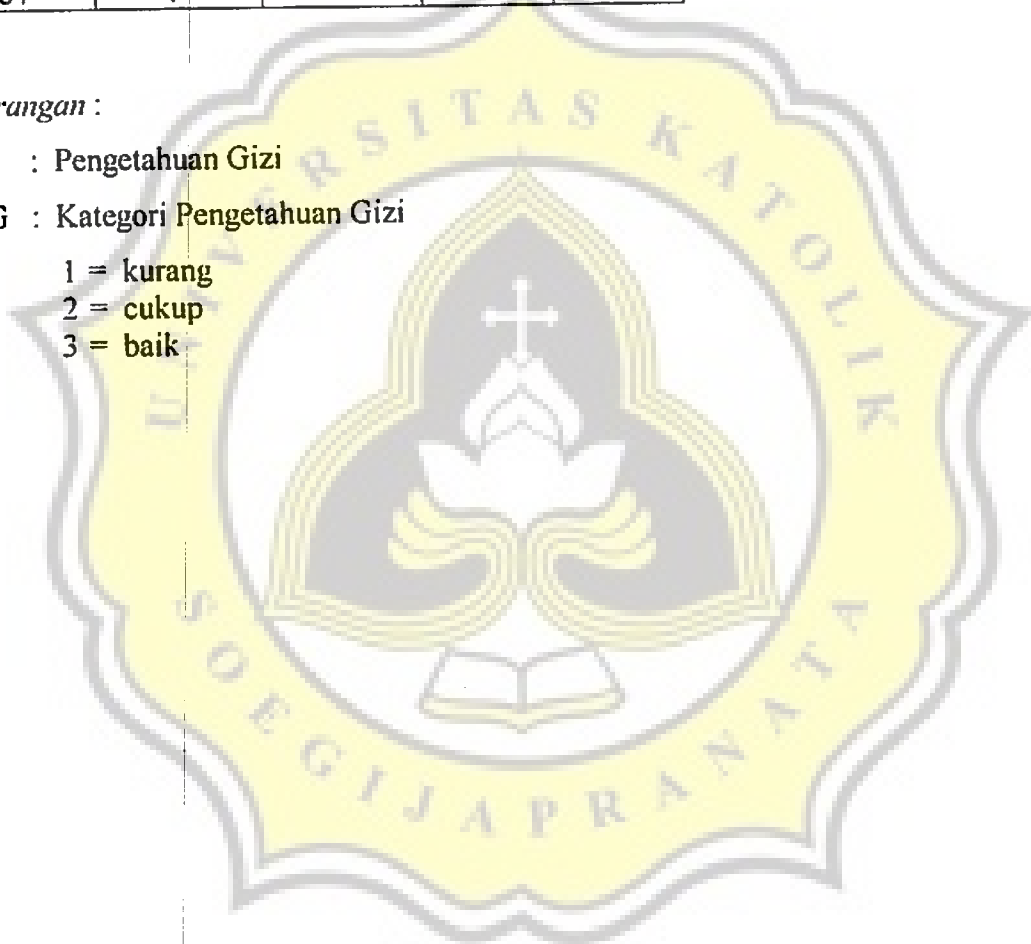 rangan :
: Pengetahuan Gizi
G : Kategori Pengetahuan Gizi
1 = kurang
2 = cukup
3 = baik
UNIVERSITAS KATOLIK
SOEGIJAPRANATA